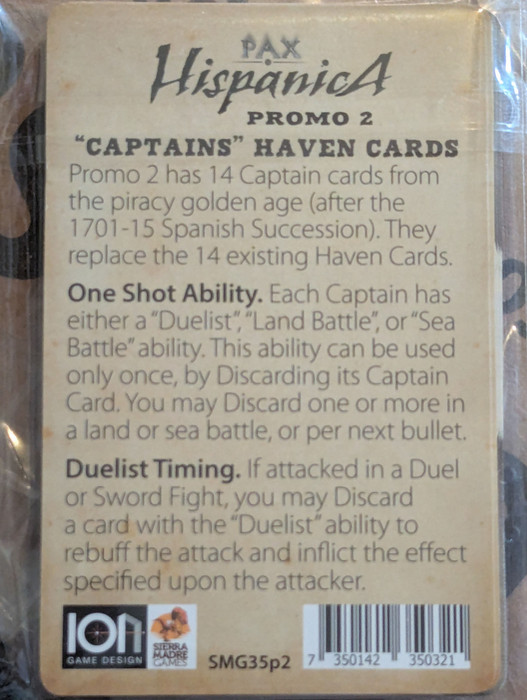 PAX
Hispanica
PROMO 2
“CAPTAINS” HAVEN CARDS
Promo 2 has 14 Captain cards from
the piracy golden age (after the
1701-15 Spanish Succession). They
replace the 14 existing Haven Cards.
One Shot Ability. Each Captain has
either a “Duelist”, “Land Battle”, or “Sea
Battle” ability. This ability can be used
only once, by Discarding its Captain
Card. You may Discard one or more in
a land or sea battle, or per next bullet.
Duelist Timing. If attacked in a Duel
or Sword Fight, you may Discard
a card with the “Duelist” ability to
rebuff the attack and inflict the effect
specified upon the attacker.
ION
GAME DESIGN
SIERRA
MADRE
GAMES
SMG35p2
7 350142 350321